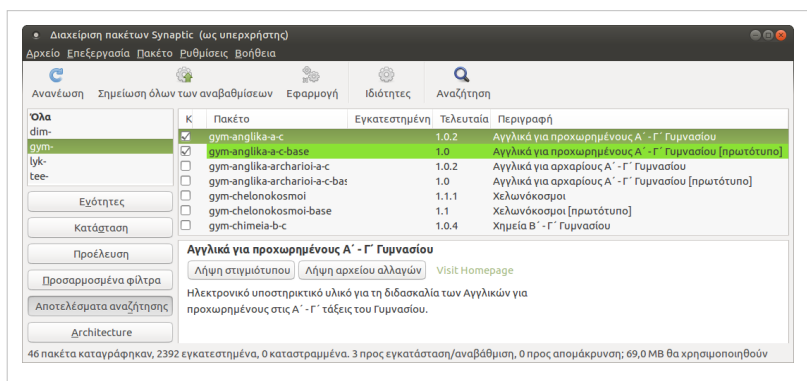 Διαχείριση πακέτων Synaptic (ως υπερχρήστης)
Αρχείο Επεξεργασία Πακέτο Ρυθμίσεις Βοήθεια
Ανανέωση Σημείωση όλων των αναβαθμίσεων Εφαρμογή Ιδιότητες Αναζήτηση
Όλα
dim-
gym-
lyk-
tee-
Ενότητες
Κατάσταση
Προέλευση
Προσαρμοσμένα φίλτρα
Αποτελέσματα αναζήτησης
Architecture
Κ Πακέτο Εγκατεστημένη Τελευταία Περιγραφή
gym-anglika-a-c 1.0.2 Αγγλικά για προχωρημένους Α΄ - Γ΄ Γυμνασίου
gym-anglika-a-c-base 1.0 Αγγλικά για προχωρημένους Α΄ - Γ΄ Γυμνασίου [πρωτότυπο]
gym-anglika-archarioi-a-c 1.0.2 Αγγλικά για αρχαρίους Α΄ - Γ΄ Γυμνασίου
gym-anglika-archarioi-a-c-bas 1.0 Αγγλικά για αρχαρίους Α΄ - Γ΄ Γυμνασίου [πρωτότυπο]
gym-chelonokosmoi 1.1.1 Χελωνόκοσμοι
gym-chelonokosmoi-base 1.1 Χελωνόκοσμοι [πρωτότυπο]
gym-chimeia-b-c 1.0.4 Χημεία Β΄ - Γ΄ Γυμνασίου
Αγγλικά για προχωρημένους Α΄ - Γ΄ Γυμνασίου
Λήψη στιγμιότυπου Λήψη αρχείου αλλαγών Visit Homepage
Ηλεκτρονικό υποστηρικτικό υλικό για τη διδασκαλία των Αγγλικών για
προχωρημένους στις Α΄ - Γ΄ τάξεις του Γυμνασίου.
46 πακέτα καταγράφηκαν, 2392 εγκατεστημένα, 0 καταστραμμένα. 3 προς εγκατάσταση/αναβάθμιση, 0 προς απομάκρυνση; 69,0 MB θα χρησιμοποιηθούν